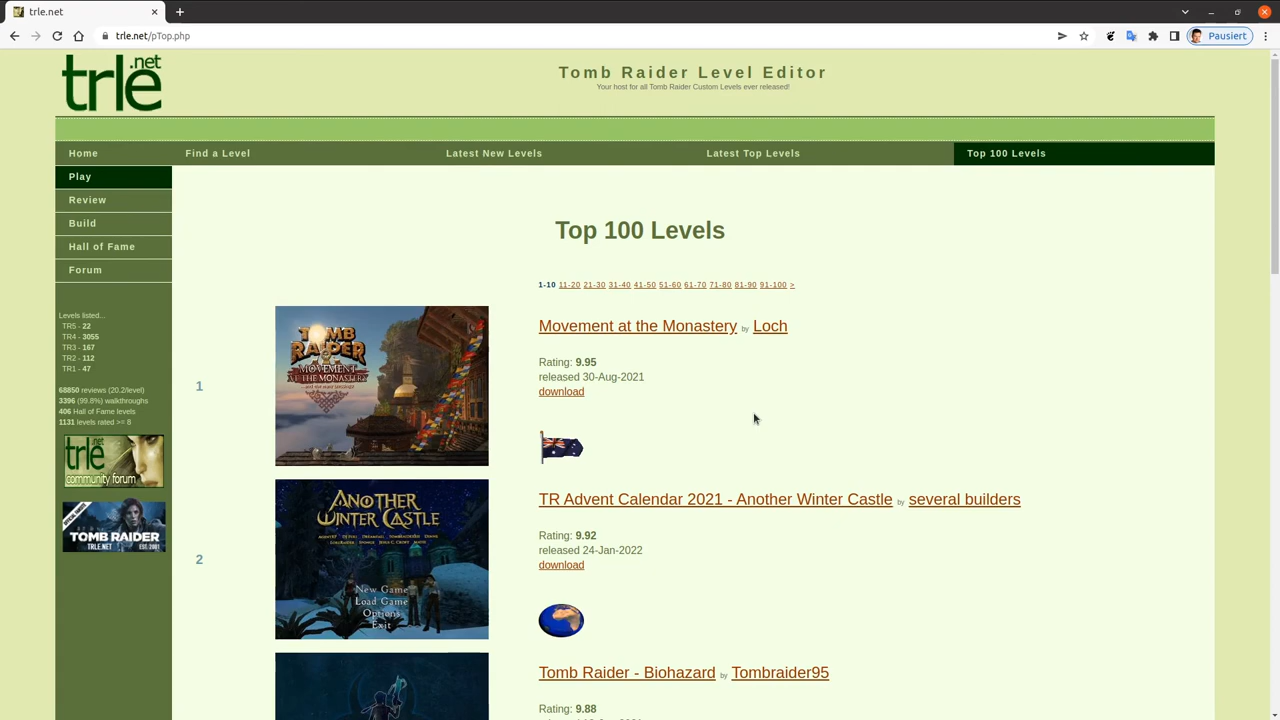 trle.net
trle.net/pTop.php
Pausiert
.net
trle
Tomb Raider Level Editor
Your host for all Tomb Raider Custom Levels ever released!
Home
Find a Level
Latest New Levels
Latest Top Levels
Top 100 Levels
Play
Review
Build
Hall of Fame
Forum
Levels listed...
TR5 - 22
TR4 - 3055
TR3 - 167
TR2 - 112
TR1 - 47
68850 reviews (20.2/level)
3396 (99.8%) walkthroughs
406 Hall of Fame levels
1131 levels rated >= 8
.net
trle
community forum
TOMB RAIDER
TRLE.NET
EST. 2001
Top 100 Levels
1-10 11-20 21-30 31-40 41-50 51-60 61-70 71-80 81-90 91-100 >
1
TOMB
RAIDER
MOVEMENT
AT THE MONASTERY
Movement at the Monastery by Loch
Rating: 9.95
released 30-Aug-2021
download
2
ANOTHER
WINTER CASTLE
New Game
Load Game
Options
Exit
TR Advent Calendar 2021 - Another Winter Castle by several builders
Rating: 9.92
released 24-Jan-2022
download
Tomb Raider - Biohazard by Tombraider95
Rating: 9.88